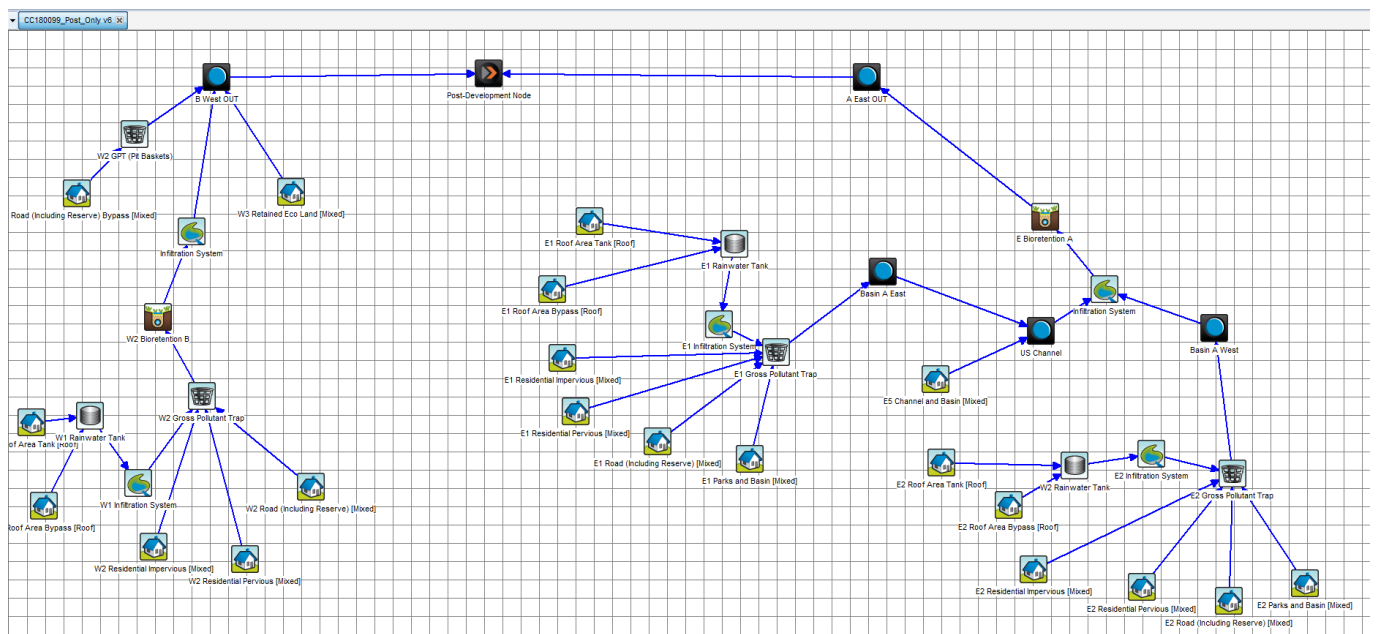 CC180099_Post_Only v6
B West OUT
Post-Development Node
A East OUT
W2 GPT (Pit Baskets)
Road (Including Reserve) Bypass [Mixed]
W3 Retained Eco Land [Mixed]
E1 Roof Area Tank [Roof]
E Bioretention A
Infiltration System
E1 Rainwater Tank
Basin A East
E1 Roof Area Bypass [Roof]
Infiltration System
W2 Bioretention B
E1 Infiltration System
US Channel
Basin A West
E1 Gross Pollutant Trap
E1 Residential Impervious [Mixed]
E5 Channel and Basin [Mixed]
W2 Gross Pollutant Trap
E1 Residential Pervious [Mixed]
W1 Rainwater Tank
of Area Tank [Roof]
E1 Road (Including Reserve) [Mixed]
E1 Parks and Basin [Mixed]
E2 Infiltration System
E2 Roof Area Tank [Roof]
W2 Rainwater Tank
E2 Gross Pollutant Trap
W1 Infiltration System
W2 Road (Including Reserve) [Mixed]
Roof Area Bypass [Roof]
E2 Roof Area Bypass [Roof]
W2 Residential Impervious [Mixed]
W2 Residential Pervious [Mixed]
E2 Residential Impervious [Mixed]
E2 Residential Pervious [Mixed]
E2 Parks and Basin [Mixed]
E2 Road (Including Reserve) [Mixed]